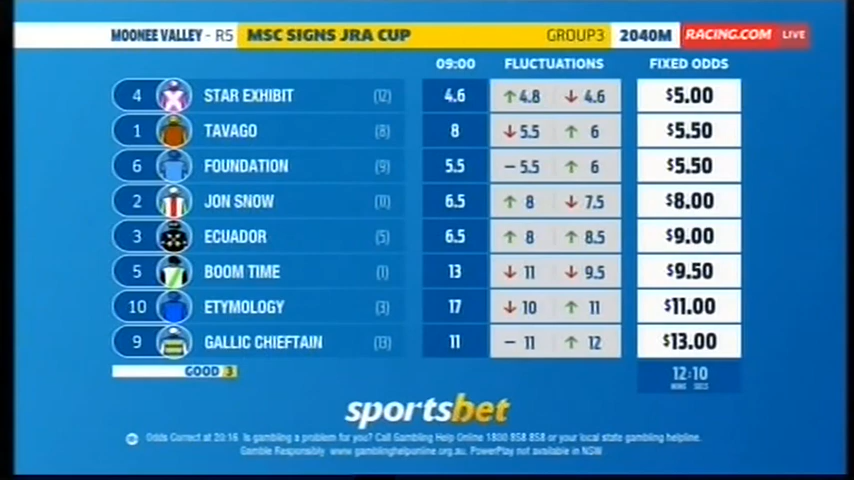 MOONEE VALLEY - R5 MSC SIGNS JRA CUP GROUP3 2040M RACING.COM LIVE
09:00 FLUCTUATIONS FIXED ODDS
4 STAR EXHIBIT (12) 4.6 ↑ 4.8 ↓ 4.6 $5.00
1 TAVAGO (8) 8 ↓ 5.5 ↑ 6 $5.50
6 FOUNDATION (9) 5.5 – 5.5 ↑ 6 $5.50
2 JON SNOW (11) 6.5 ↑ 8 ↓ 7.5 $8.00
3 ECUADOR (5) 6.5 ↑ 8 ↑ 8.5 $9.00
5 BOOM TIME (1) 13 ↓ 11 ↓ 9.5 $9.50
10 ETYMOLOGY (3) 17 ↓ 10 ↑ 11 $11.00
9 GALLIC CHIEFTAIN (13) 11 – 11 ↑ 12 $13.00
GOOD 3 12:10
MINS SECS
sportsbet
Odds Correct at 20:16 Is gambling a problem for you? Call Gambling Help Online 1800 858 858 or your local state gambling helpline.
Gamble Responsibly www.gamblinghelponline.org.au. PowerPlay not available in NSW